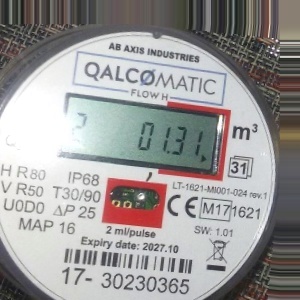 AB AXIS INDUSTRIES
QALCOMATIC
FLOW H
2 01.31 m³
31
H R80 IP68 LT-1621-MI001-024 rev.1
V R50 T30/90 CE M17 1621
U0D0 ΔP 25
MAP 16 2 ml/pulse SW: 1.01
Expiry date: 2027.10
17- 30230365